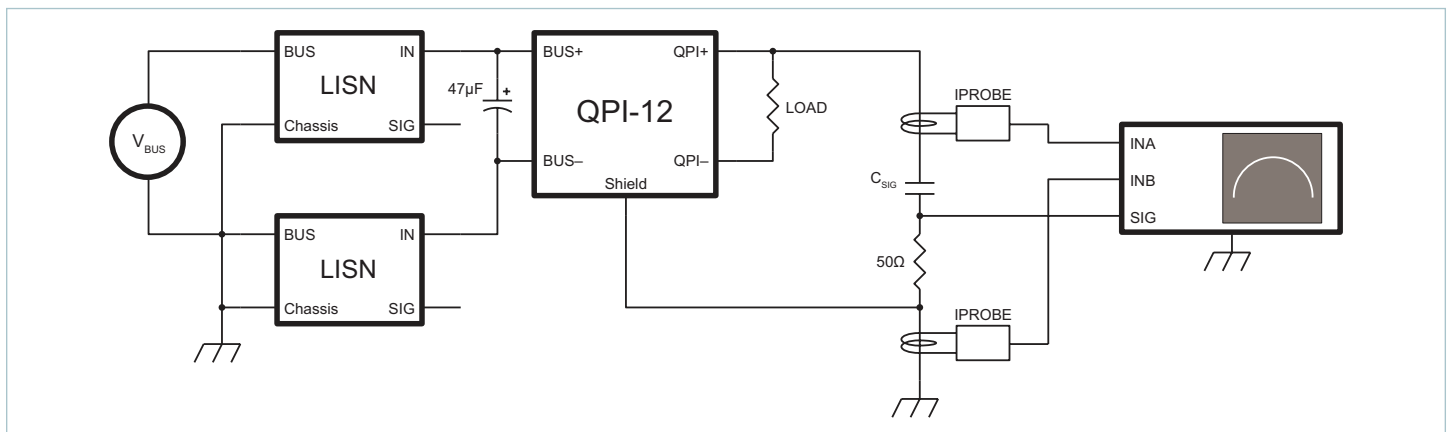 BUS
IN
LISN
Chassis
SIG
V_BUS
BUS
IN
LISN
Chassis
SIG
47µF
+
BUS+
QPI+
QPI-12
BUS–
QPI–
Shield
LOAD
IPROBE
C_SIG
50Ω
IPROBE
INA
INB
SIG